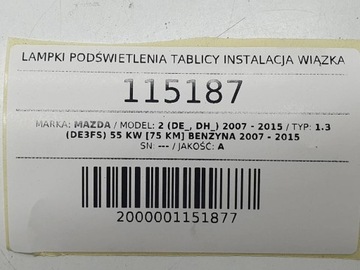 LAMPKI PODŚWIETLENIA TABLICY INSTALACJA WIĄZKA
115187
MARKA: MAZDA / MODEL: 2 (DE_, DH_) 2007 - 2015 / TYP: 1.3
(DE3FS) 55 KW [75 KM] BENZYNA 2007 - 2015
SN: --- / JAKOŚĆ: A
2000001151877